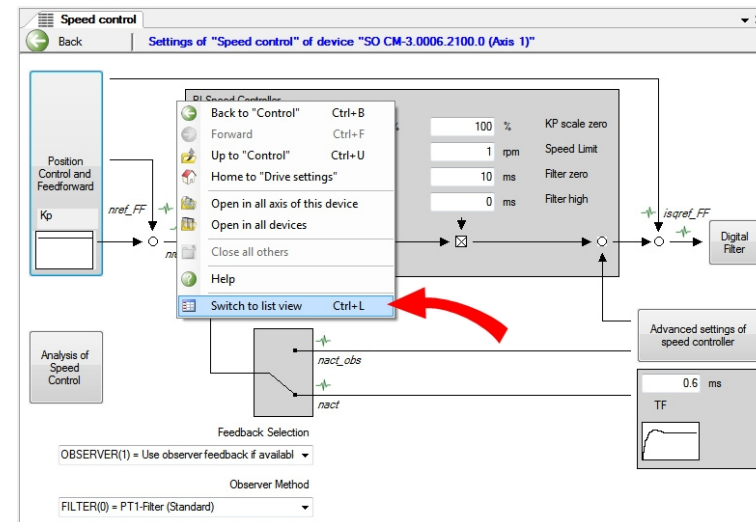 Speed control
Back
Settings of "Speed control" of device "SO CM-3.0006.2100.0 (Axis 1)"
PI Speed Controller
Position
Control and
Feedforward
Kp
nref_FF
Back to "Control" Ctrl+B
Forward Ctrl+F
Up to "Control" Ctrl+U
Home to "Drive settings"
Open in all axis of this device
Open in all devices
Close all others
Help
Switch to list view Ctrl+L
%
100 % KP scale zero
1 rpm Speed Limit
10 ms Filter zero
0 ms Filter high
isqref_FF
Digital
Filter
Analysis of
Speed
Control
nact_obs
nact
Advanced settings of
speed controller
0.6 ms
TF
Feedback Selection
OBSERVER(1) = Use observer feedback if availabl
Observer Method
FILTER(0) = PT1-Filter (Standard)